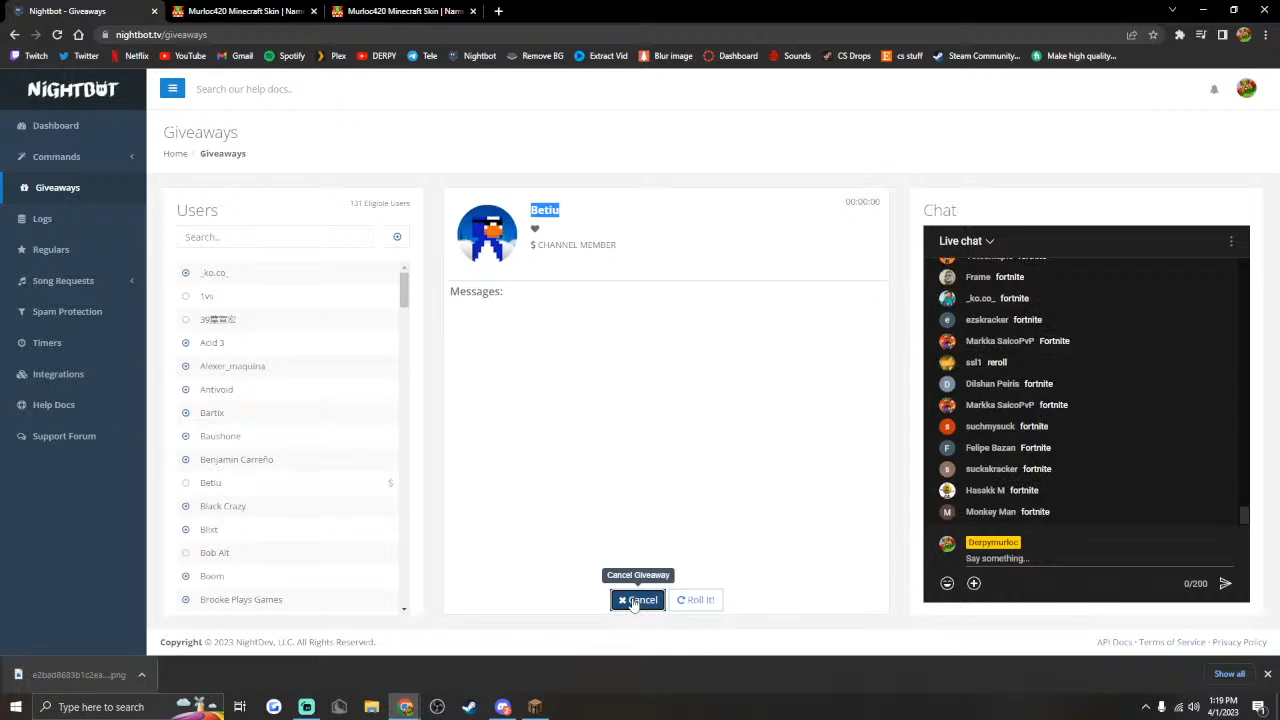 Nightbot - Giveaways
Murloc420 Minecraft Skin | Name
Murloc420 Minecraft Skin | Name
nightbot.tv/giveaways
Twitch
Twitter
Netflix
YouTube
Gmail
Spotify
Plex
DERPY
Tele
Nightbot
Remove BG
Extract Vid
Blur image
Dashboard
Sounds
CS Drops
cs stuff
Steam Community...
Make high quality...
NIGHTBOT
Search our help docs..
Dashboard
Commands
Giveaways
Logs
Regulars
Song Requests
Spam Protection
Timers
Integrations
Help Docs
Support Forum
Giveaways
Home / Giveaways
Users
131 Eligible Users
Search...
_ko.co_
1vs
Acid 3
Alexer_maquina
Antivoid
Bartix
Baushone
Benjamin Carreño
Betiu $
Black Crazy
Blixt
Bob Alt
Boom
Brooke Plays Games
Betiu
00:00:00
$ CHANNEL MEMBER
Messages:
Cancel Giveaway
Cancel
Roll It!
Chat
Live chat
Frame fortnite
_ko.co_ fortnite
ezskracker fortnite
Markka SaicoPvP Fortnite
ssl1 reroll
Dilshan Peiris fortnite
Markka SaicoPvP fortnite
suchmysuck fortnite
Felipe Bazan Fortnite
suckskracker fortnite
Hasakk M fortnite
Monkey Man fortnite
Derpymurloc
Say something...
0/200
Copyright © 2023 NightDev, LLC. All Rights Reserved.
API Docs · Terms of Service · Privacy Policy
e2bad8683b1c2ea....png
Show all
Type here to search
1:19 PM
4/1/2023